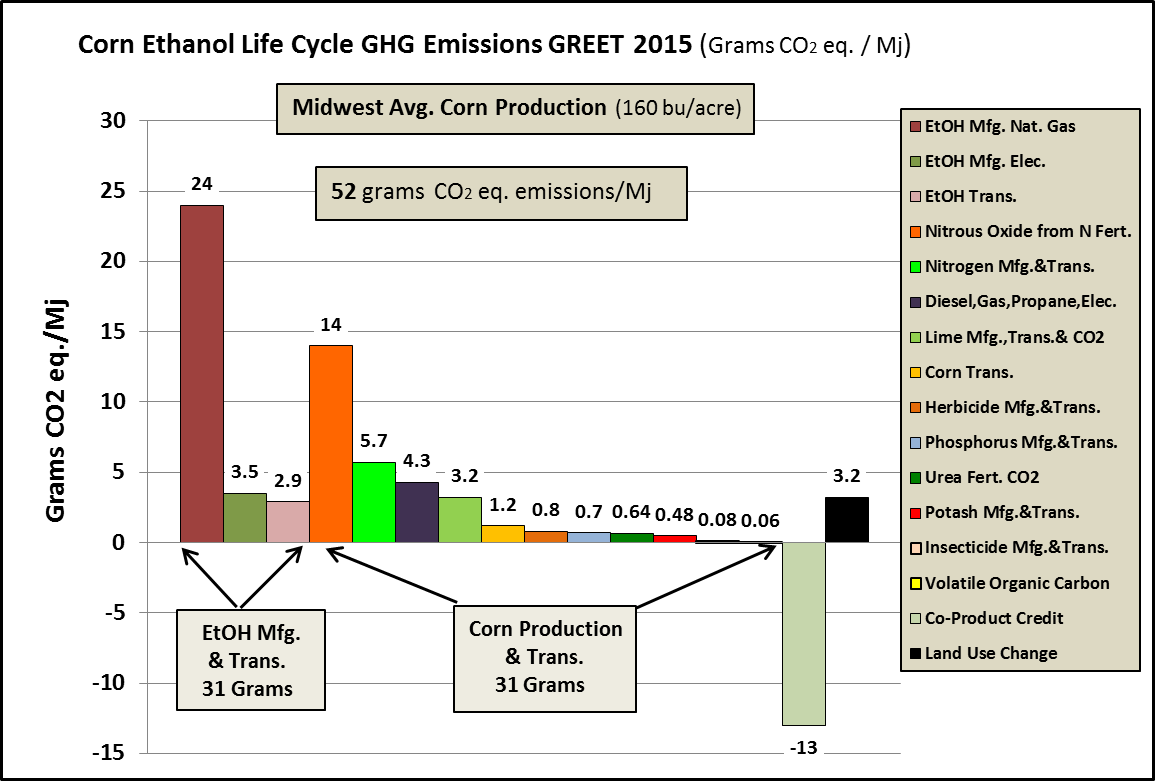 Corn Ethanol Life Cycle GHG Emissions GREET 2015 (Grams CO2 eq. / Mj)
Midwest Avg. Corn Production (160 bu/acre)
52 grams CO2 eq. emissions/Mj
Grams CO2 eq./Mj
30
25
20
15
10
5
0
-5
-10
-15
24
3.5
2.9
14
5.7
4.3
3.2
1.2
0.8
0.7
0.64
0.48
0.08
0.06
-13
3.2
EtOH Mfg.
& Trans.
31 Grams
Corn Production
& Trans.
31 Grams
EtOH Mfg. Nat. Gas
EtOH Mfg. Elec.
EtOH Trans.
Nitrous Oxide from N Fert.
Nitrogen Mfg.&Trans.
Diesel,Gas,Propane,Elec.
Lime Mfg.,Trans.& CO2
Corn Trans.
Herbicide Mfg.&Trans.
Phosphorus Mfg.&Trans.
Urea Fert. CO2
Potash Mfg.&Trans.
Insecticide Mfg.&Trans.
Volatile Organic Carbon
Co-Product Credit
Land Use Change